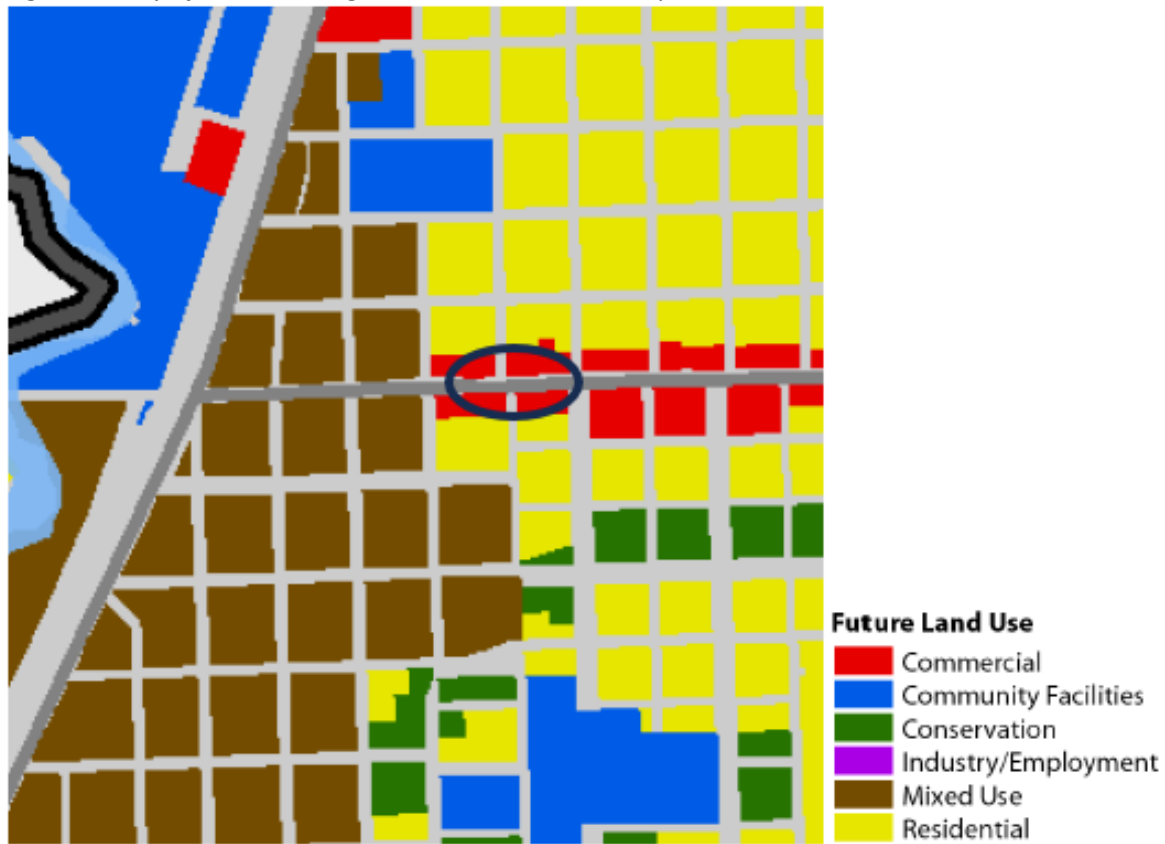 Future Land Use
Commercial
Community Facilities
Conservation
Industry/Employment
Mixed Use
Residential